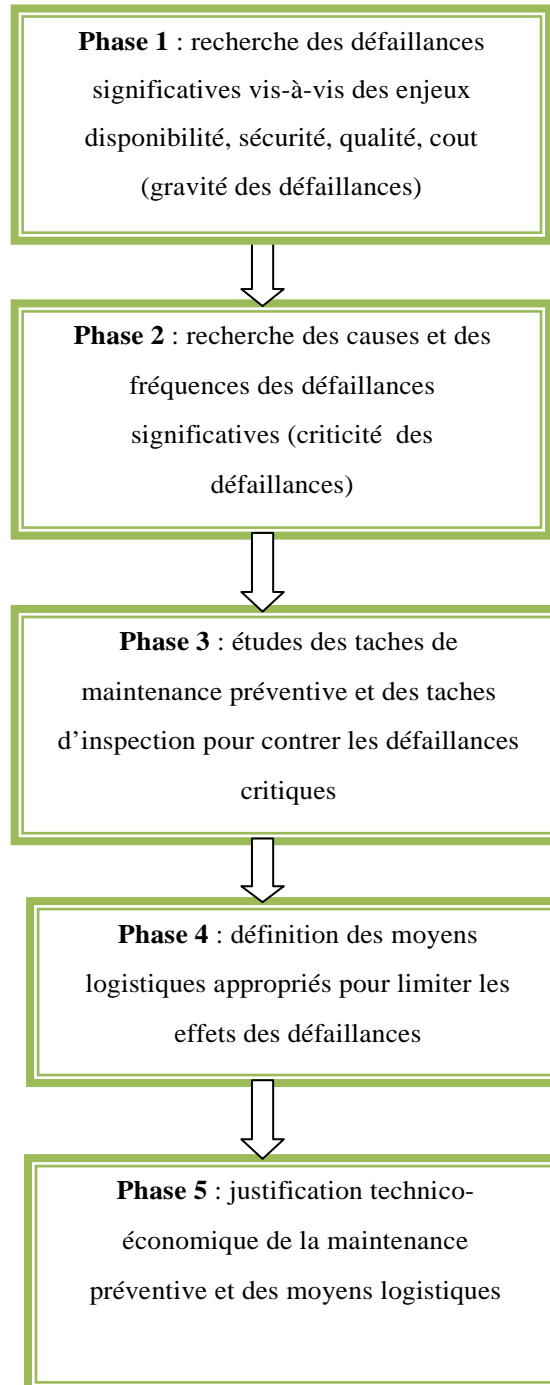 Phase 1 : recherche des défaillances
significatives vis-à-vis des enjeux
disponibilité, sécurité, qualité, cout
(gravité des défaillances)
Phase 2 : recherche des causes et des
fréquences des défaillances
significatives (criticité des
défaillances)
Phase 3 : études des taches de
maintenance préventive et des taches
d’inspection pour contrer les défaillances
critiques
Phase 4 : définition des moyens
logistiques appropriés pour limiter les
effets des défaillances
Phase 5 : justification technico-
économique de la maintenance
préventive et des moyens logistiques